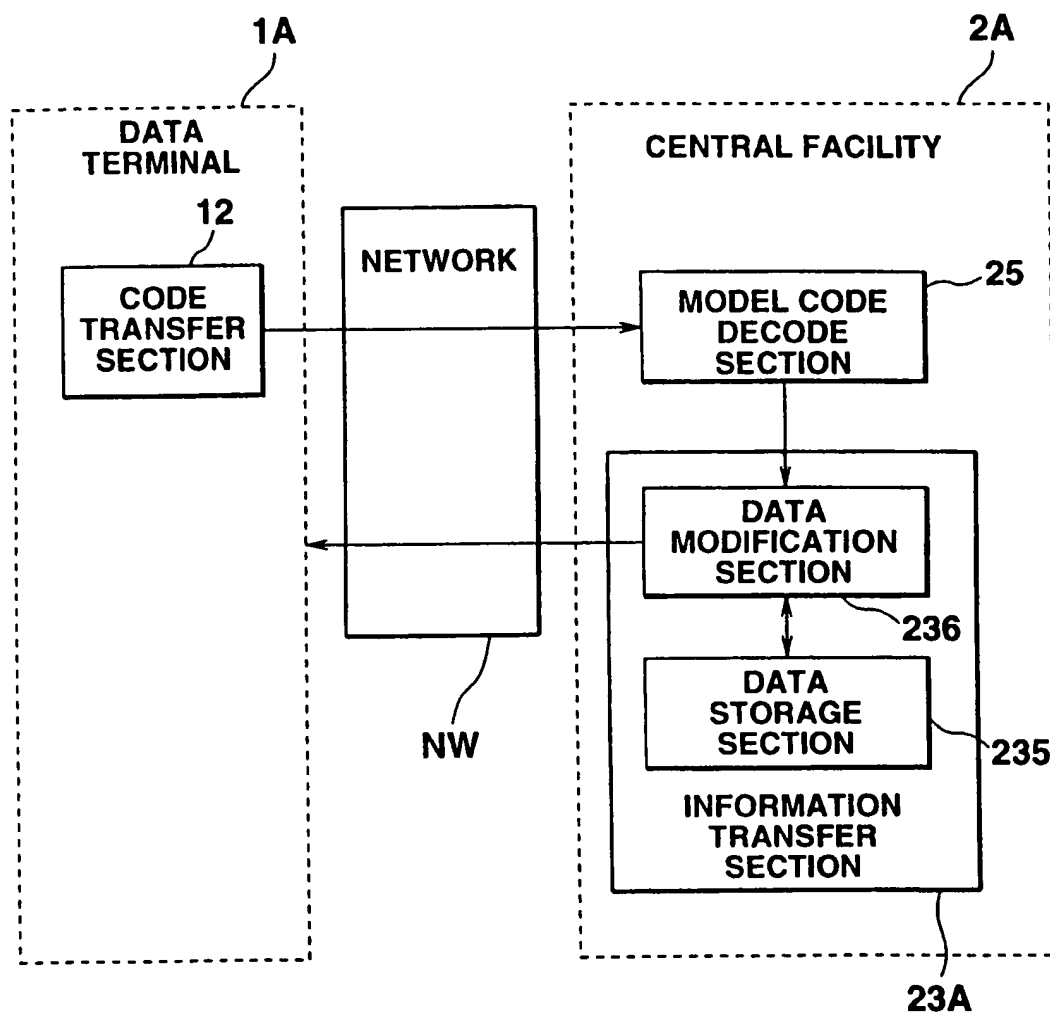 1A
2A
DATA
TERMINAL
CENTRAL FACILITY
12
NETWORK
25
CODE
TRANSFER
SECTION
MODEL CODE
DECODE
SECTION
DATA
MODIFICATION
SECTION
236
DATA
STORAGE
SECTION
235
NW
INFORMATION
TRANSFER
SECTION
23A